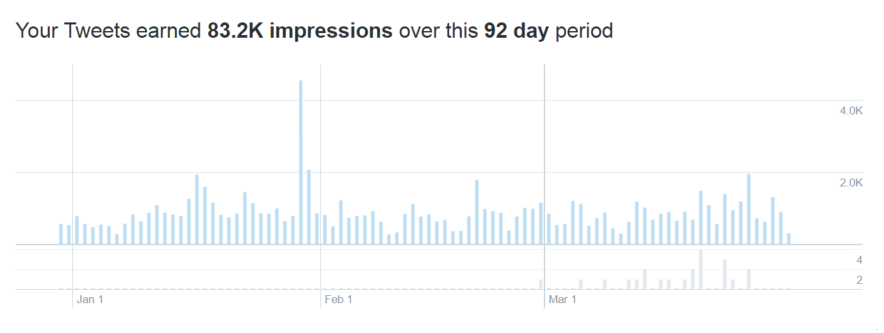 Your Tweets earned 83.2K impressions over this 92 day period
4.0K
2.0K
4
2
Jan 1
Feb 1
Mar 1